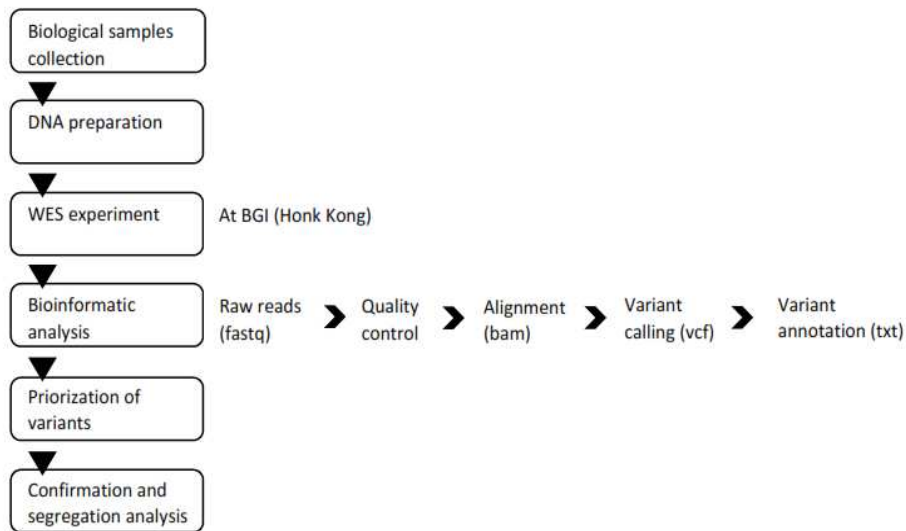 Biological samples
collection
DNA preparation
WES experiment
At BGI (Honk Kong)
Bioinformatic
analysis
Raw reads
(fastq)
Quality
control
Alignment
(bam)
Variant
calling (vcf)
Variant
annotation (txt)
Priorization of
variants
Confirmation and
segregation analysis